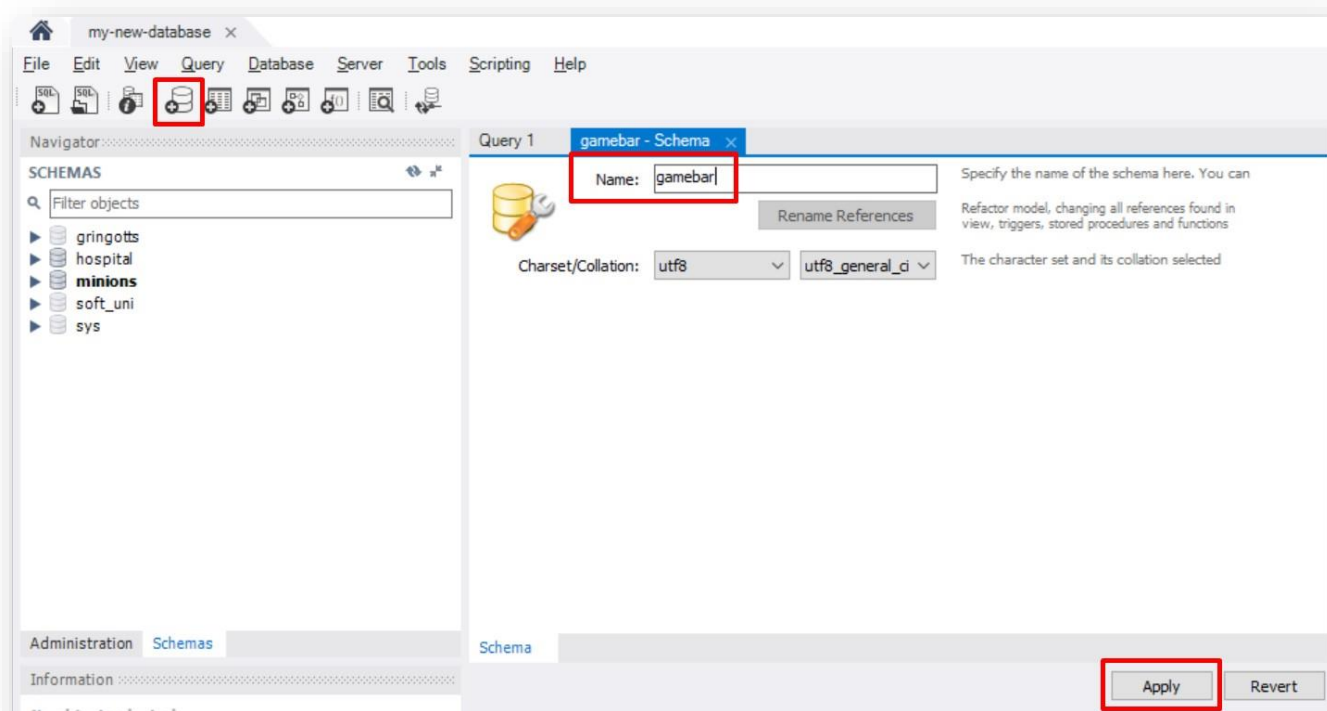 my-new-database
File Edit View Query Database Server Tools Scripting Help
SQL SQL
Navigator
SCHEMAS
Filter objects
gringotts
hospital
minions
soft_uni
sys
Administration Schemas
Information
Query 1 gamebar - Schema
Name: gamebar
Specify the name of the schema here. You can
Rename References
Refactor model, changing all references found in
view, triggers, stored procedures and functions
Charset/Collation: utf8 utf8_general_ci
The character set and its collation selected
Schema
Apply Revert